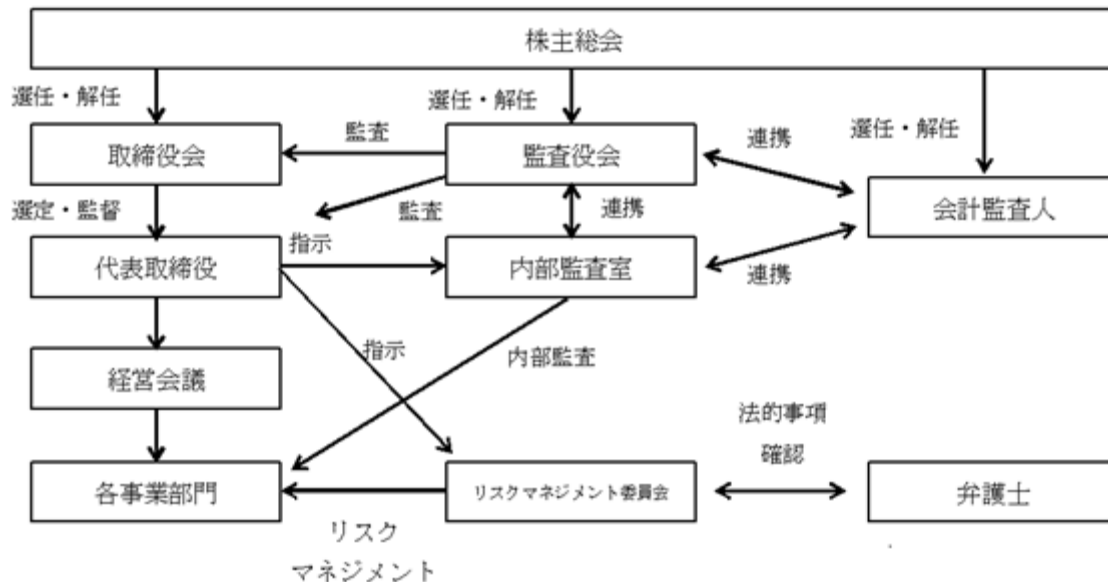 株主総会
選任・解任
選任・解任
選任・解任
取締役会
監査
監査役会
連携
会計監査人
選定・監督
監査
連携
代表取締役
指示
内部監査室
連携
経営会議
指示
内部監査
法的事項
確認
各事業部門
リスクマネジメント委員会
弁護士
リスク
マネジメント